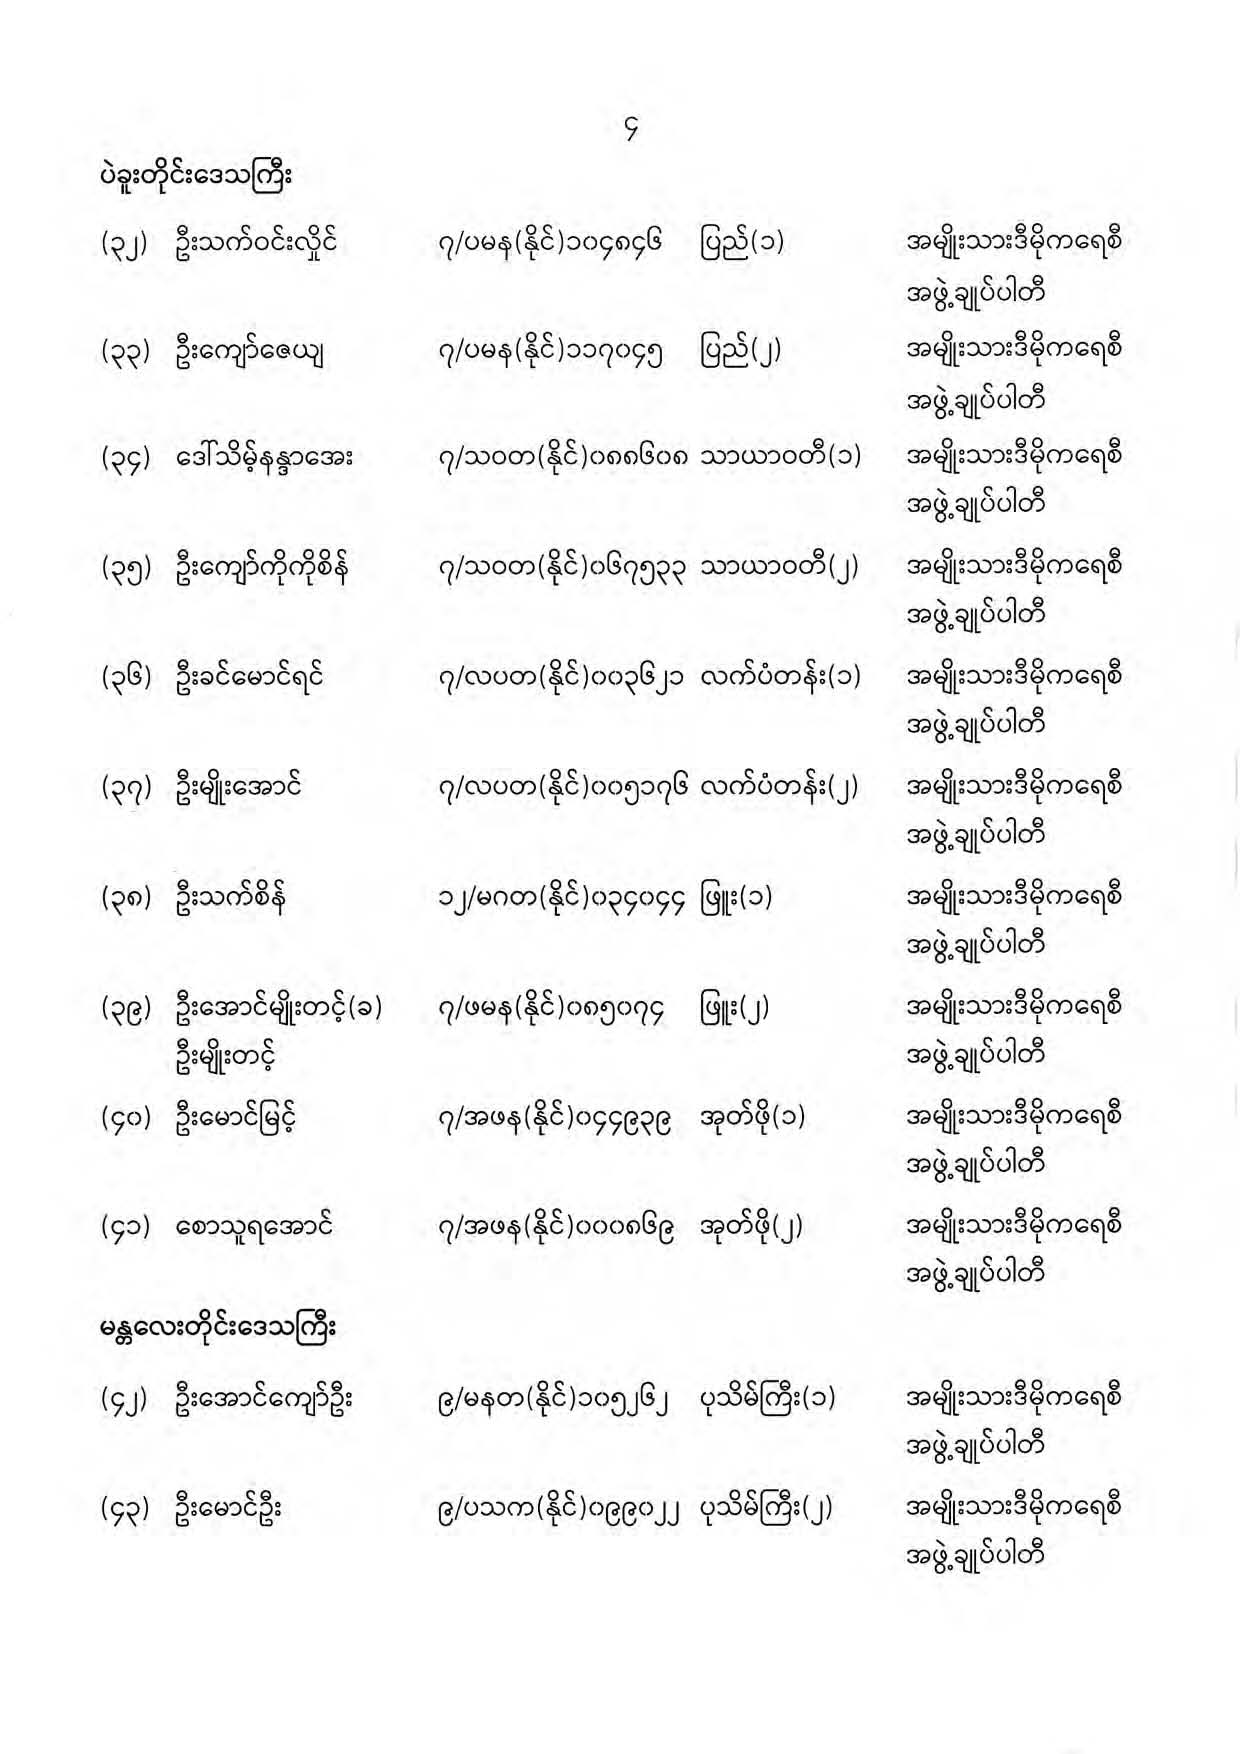 ၄
ပဲခူးတိုင်းဒေသကြီး
(၃၂) ဦးသက်ဝင်းလှိုင် ၇/ပမန(နိုင်)၁၀၄၈၄၆ ပြည်(၁) အမျိုးသားဒီမိုကရေစီ
အဖွဲ့ချုပ်ပါတီ
(၃၃) ဦးကျော်ဇေယျ ၇/ပမန(နိုင်)၁၁၇၀၄၅ ပြည်(၂) အမျိုးသားဒီမိုကရေစီ
အဖွဲ့ချုပ်ပါတီ
(၃၄) ဒေါ်သိမ့်နန္ဒာအေး ၇/သဝတ(နိုင်)၀၈၈၆၀၈ သာယာဝတီ(၁) အမျိုးသားဒီမိုကရေစီ
အဖွဲ့ချုပ်ပါတီ
(၃၅) ဦးကျော်ကိုကိုစိန် ၇/သဝတ(နိုင်)၀၆၇၅၃၃ သာယာဝတီ(၂) အမျိုးသားဒီမိုကရေစီ
အဖွဲ့ချုပ်ပါတီ
(၃၆) ဦးခင်မောင်ရင် ၇/လပတ(နိုင်)၀၀၃၆၂၁ လက်ပံတန်း(၁) အမျိုးသားဒီမိုကရေစီ
အဖွဲ့ချုပ်ပါတီ
(၃၇) ဦးမျိုးအောင် ၇/လပတ(နိုင်)၀၀၅၁၇၆ လက်ပံတန်း(၂) အမျိုးသားဒီမိုကရေစီ
အဖွဲ့ချုပ်ပါတီ
(၃၈) ဦးသက်စိန် ၁၂/မဂတ(နိုင်)၀၃၄၀၄၄ ဖြူး(၁) အမျိုးသားဒီမိုကရေစီ
အဖွဲ့ချုပ်ပါတီ
(၃၉) ဦးအောင်မျိုးတင့်(ခ) ၇/ဖမန(နိုင်)၀၈၅၀၇၄ ဖြူး(၂) အမျိုးသားဒီမိုကရေစီ
ဦးမျိုးတင့် အဖွဲ့ချုပ်ပါတီ
(၄၀) ဦးမောင်မြင့် ၇/အဖန(နိုင်)၀၄၄၉၃၉ အုတ်ဖို(၁) အမျိုးသားဒီမိုကရေစီ
အဖွဲ့ချုပ်ပါတီ
(၄၁) စောသူရအောင် ၇/အဖန(နိုင်)၀၀၀၈၆၉ အုတ်ဖို(၂) အမျိုးသားဒီမိုကရေစီ
အဖွဲ့ချုပ်ပါတီ
မန္တလေးတိုင်းဒေသကြီး
(၄၂) ဦးအောင်ကျော်ဦး ၉/မနတ(နိုင်)၁၀၅၂၆၂ ပုသိမ်ကြီး(၁) အမျိုးသားဒီမိုကရေစီ
အဖွဲ့ချုပ်ပါတီ
(၄၃) ဦးမောင်ဦး ၉/ပသက(နိုင်)၀၉၉၀၂၂ ပုသိမ်ကြီး(၂) အမျိုးသားဒီမိုကရေစီ
အဖွဲ့ချုပ်ပါတီ